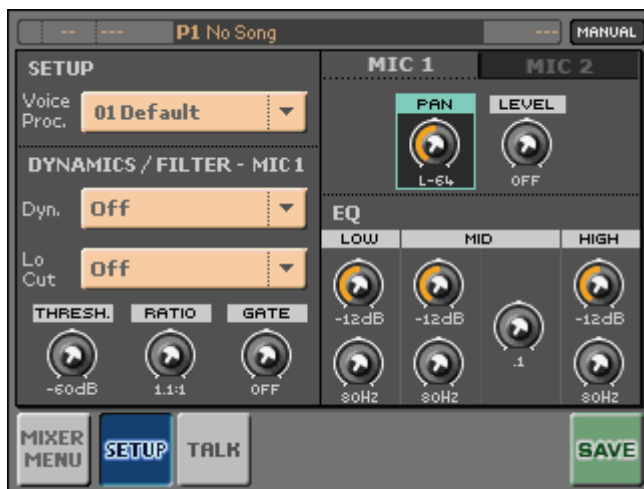 -- --- P1 No Song --- MANUAL
SETUP
Voice Proc. 01 Default
DYNAMICS / FILTER - MIC 1
Dyn. Off
Lo Cut Off
THRESH. RATIO GATE
-60dB 1.1:1 OFF
MIC 1 MIC 2
PAN LEVEL
L-64 OFF
EQ
LOW MID HIGH
-12dB -12dB .1 -12dB
80Hz 80Hz 80Hz
MIXER MENU SETUP TALK SAVE